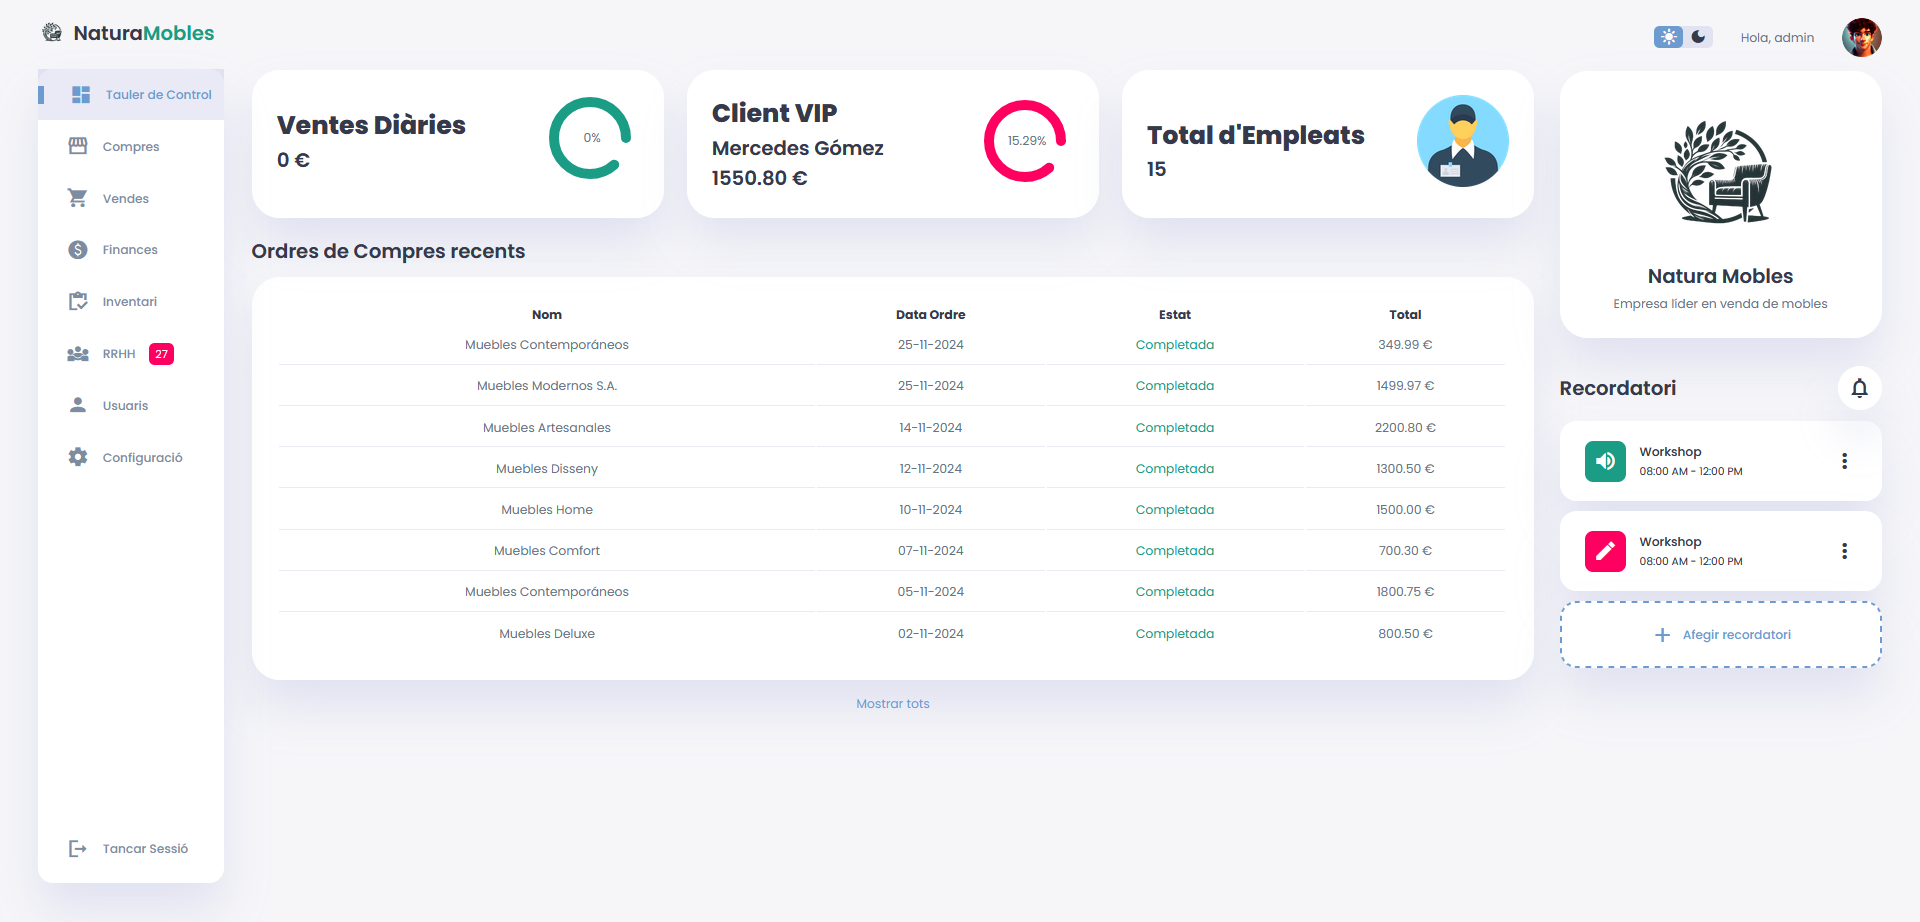 NaturaMobles
Hola, admin
Tauler de Control
Compres
Vendes
Finances
Inventari
RRHH 27
Usuaris
Configuració
Tancar Sessió
Ventes Diàries
0 €
0%
Client VIP
Mercedes Gómez
1550.80 €
15.29%
Total d'Empleats
15
Ordres de Compres recents
Nom Data Ordre Estat Total
Muebles Contemporáneos 25-11-2024 Completada 349.99 €
Muebles Modernos S.A. 25-11-2024 Completada 1499.97 €
Muebles Artesanales 14-11-2024 Completada 2200.80 €
Muebles Disseny 12-11-2024 Completada 1300.50 €
Muebles Home 10-11-2024 Completada 1500.00 €
Muebles Comfort 07-11-2024 Completada 700.30 €
Muebles Contemporáneos 05-11-2024 Completada 1800.75 €
Muebles Deluxe 02-11-2024 Completada 800.50 €
Mostrar tots
Natura Mobles
Empresa líder en venda de mobles
Recordatori
Workshop
08:00 AM - 12:00 PM
Workshop
08:00 AM - 12:00 PM
Afegir recordatori